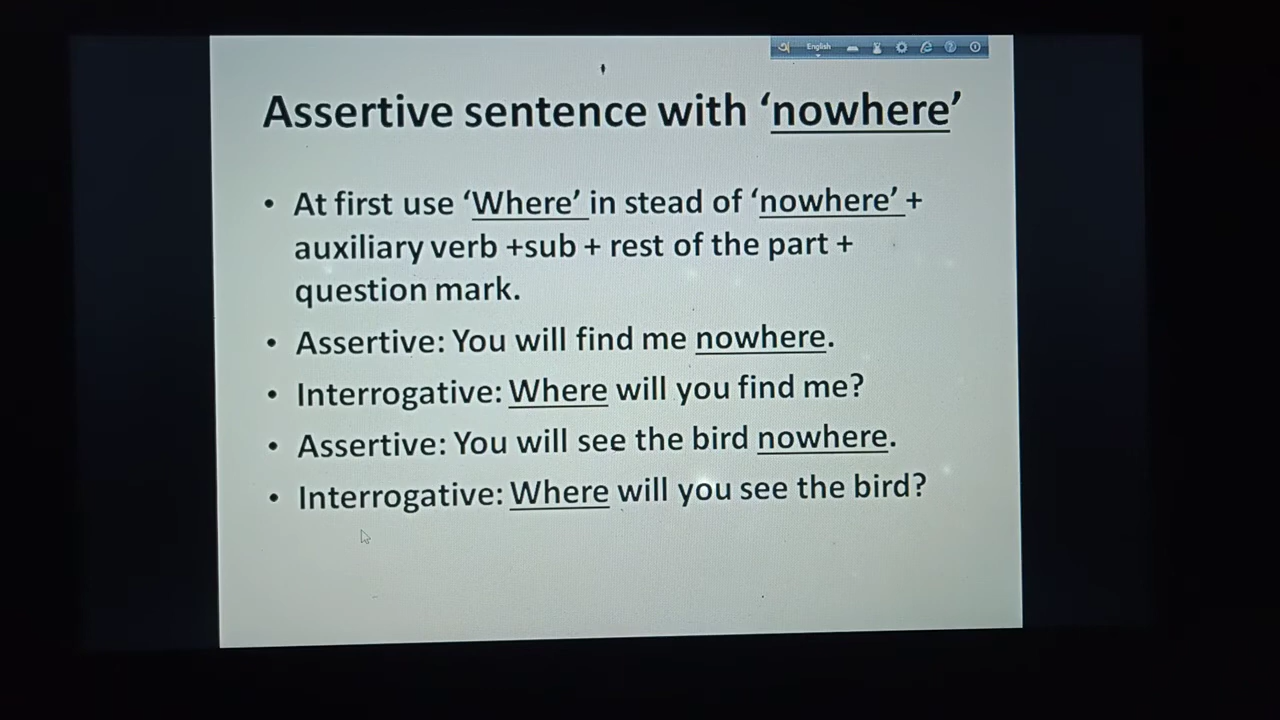 English
Assertive sentence with ‘nowhere’
• At first use ‘Where’ in stead of ‘nowhere’ +
auxiliary verb +sub + rest of the part +
question mark.
• Assertive: You will find me nowhere.
• Interrogative: Where will you find me?
• Assertive: You will see the bird nowhere.
• Interrogative: Where will you see the bird?